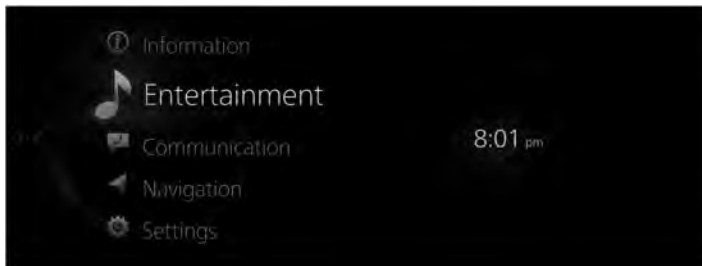 Information
Entertainment
Communication
8:01 pm
Navigation
Settings